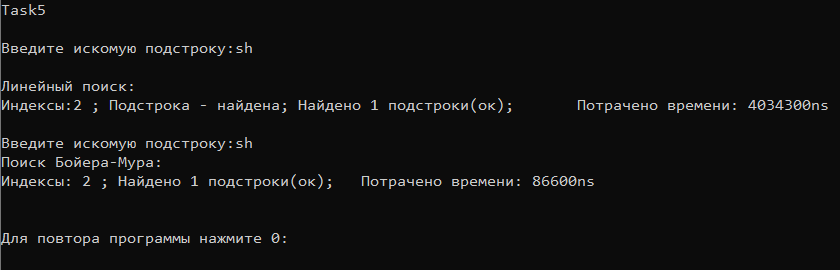 Task5
Введите искомую подстроку:sh
Линейный поиск:
Индексы:2 ; Подстрока - найдена; Найдено 1 подстроки(ок);       Потрачено времени: 4034300ns
Введите искомую подстроку:sh
Поиск Бойера-Мура:
Индексы: 2 ; Найдено 1 подстроки(ок);   Потрачено времени: 86600ns
Для повтора программы нажмите 0: